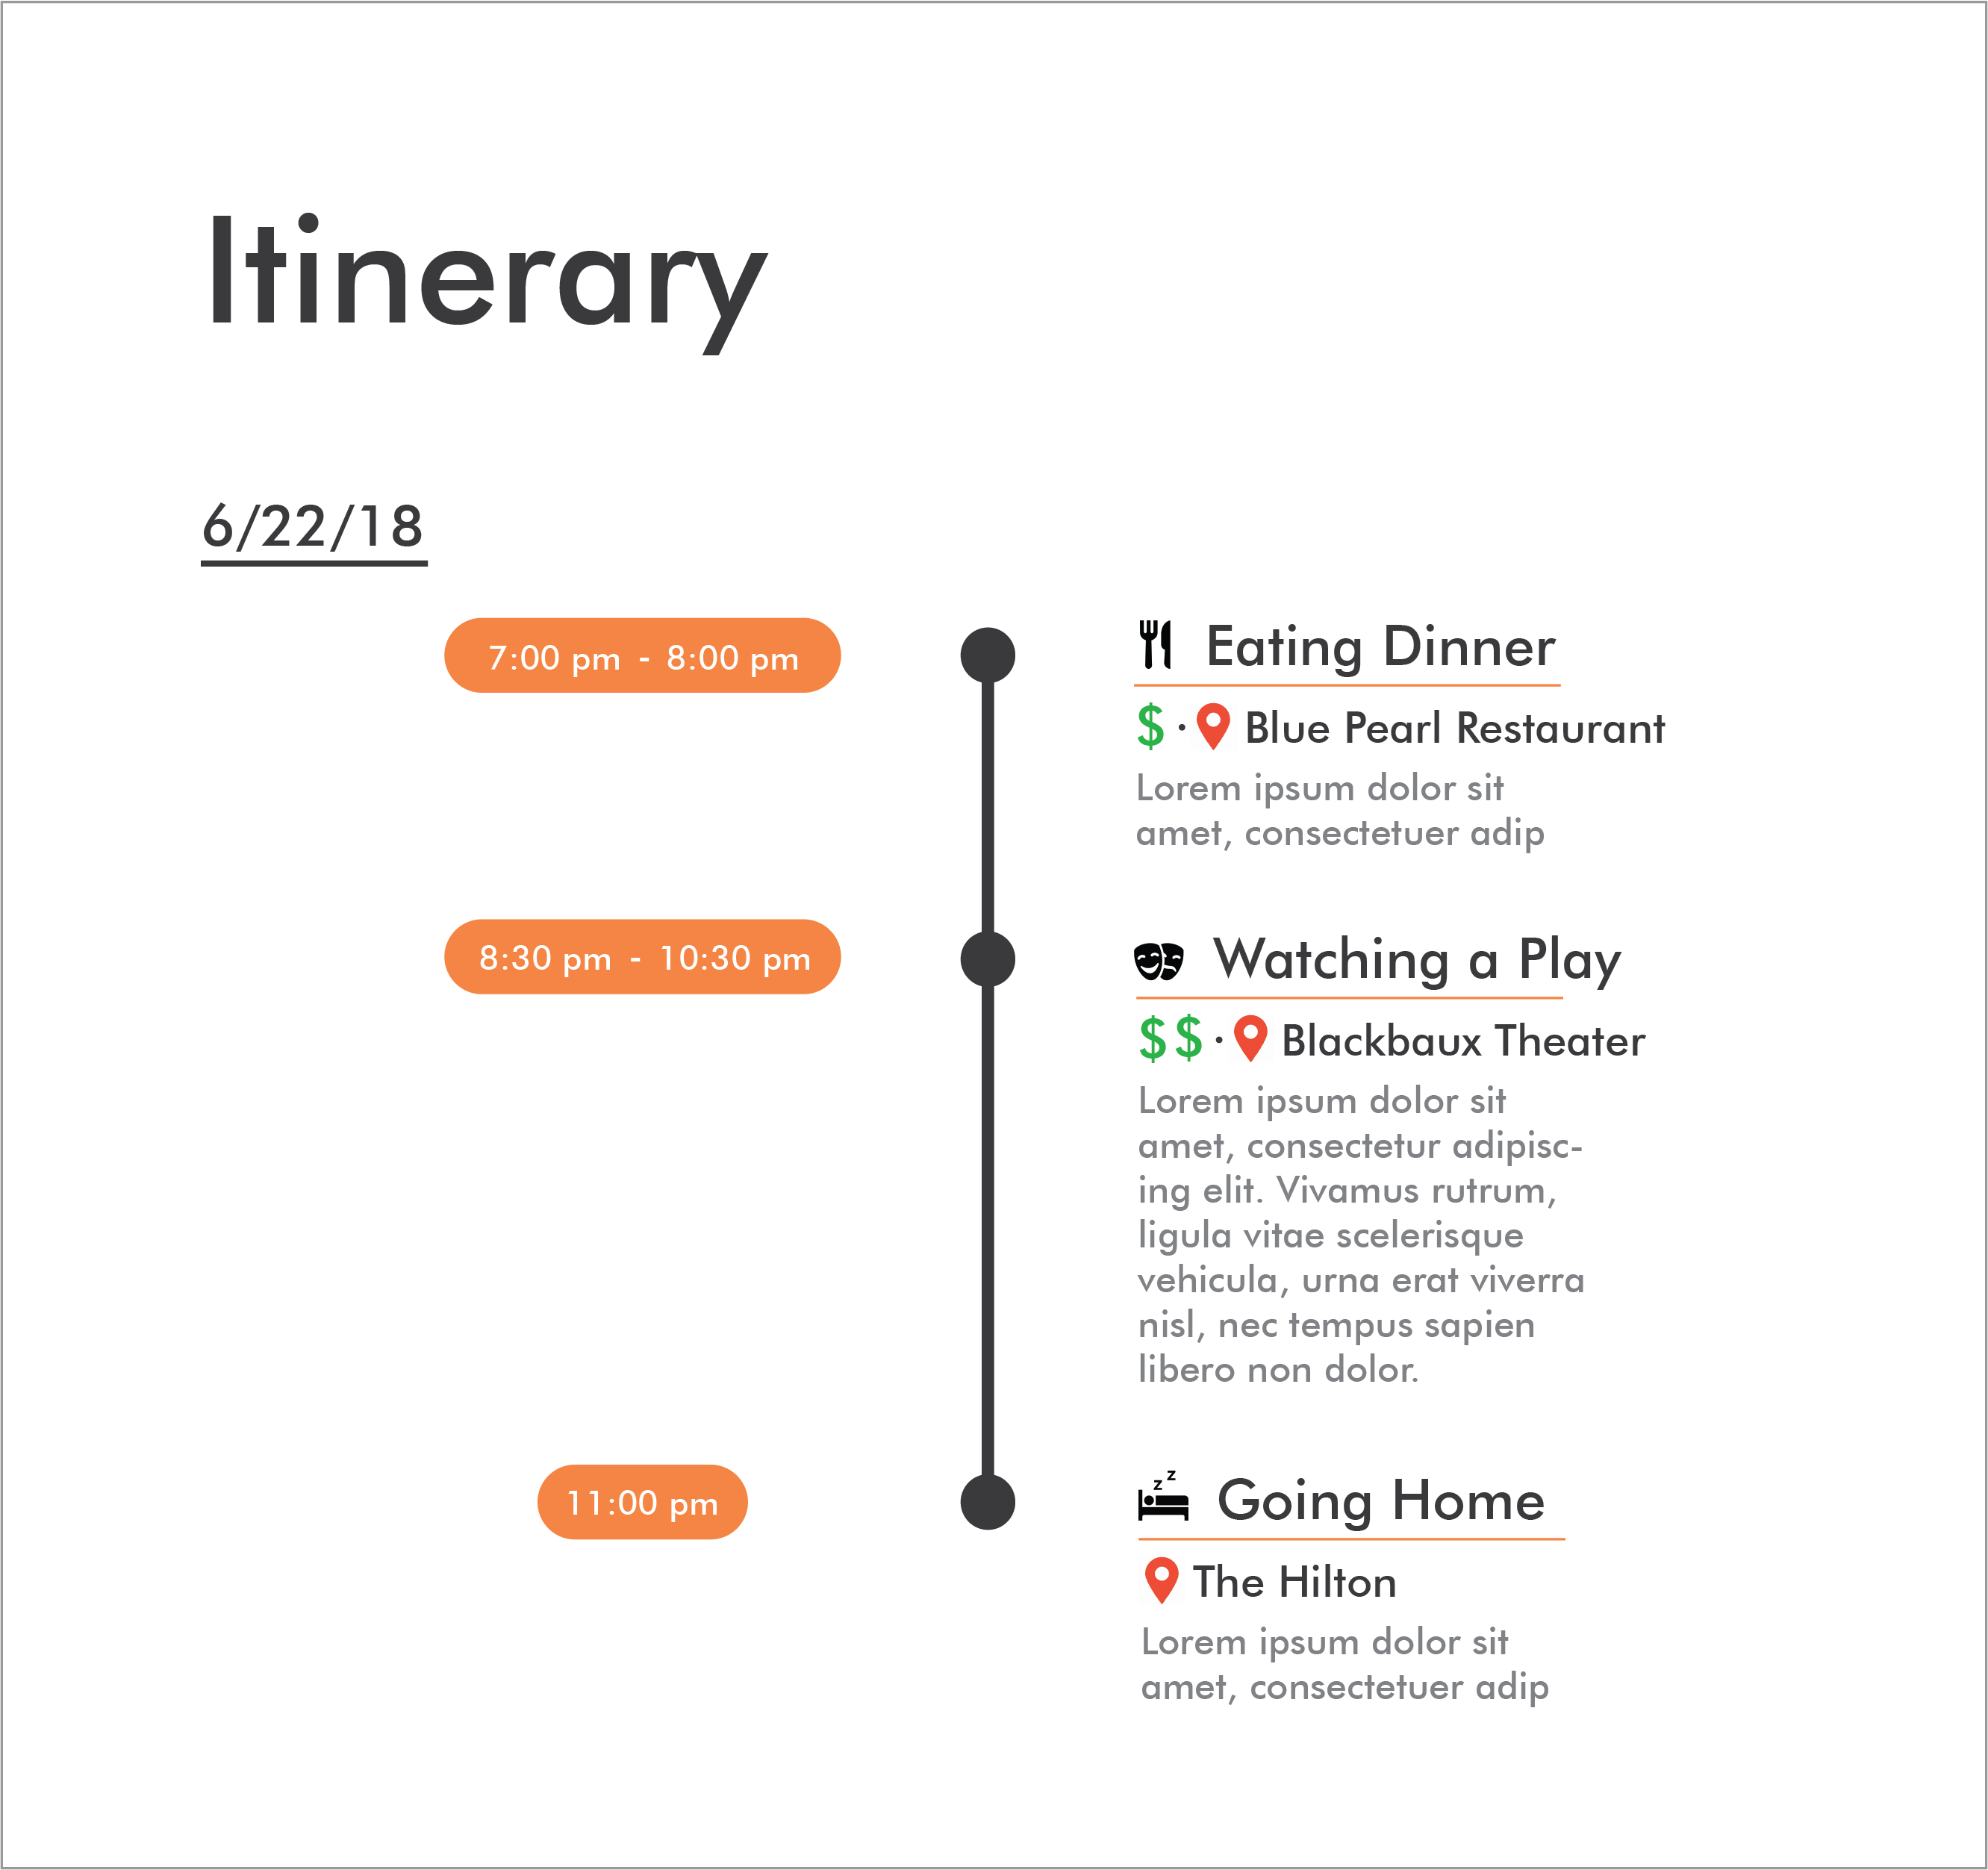 Itinerary
6/22/18
7:00 pm - 8:00 pm
Eating Dinner
$ · Blue Pearl Restaurant
Lorem ipsum dolor sit
amet, consectetuer adip
8:30 pm - 10:30 pm
Watching a Play
$$ · Blackbaux Theater
Lorem ipsum dolor sit
amet, consectetur adipisc-
ing elit. Vivamus rutrum,
ligula vitae scelerisque
vehicula, urna erat viverra
nisl, nec tempus sapien
libero non dolor.
11:00 pm
z z
Going Home
The Hilton
Lorem ipsum dolor sit
amet, consectetuer adip